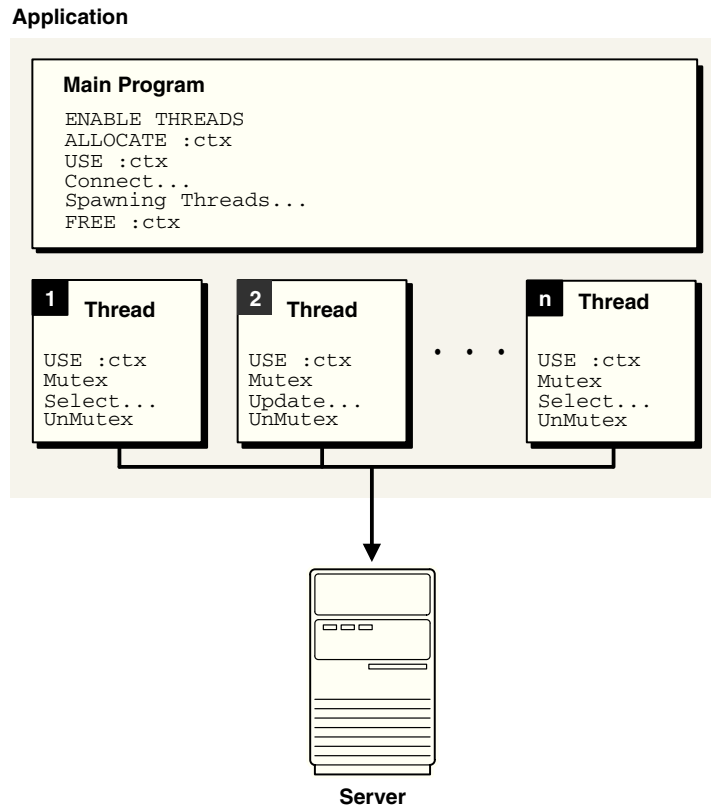 Application
Main Program
ENABLE THREADS
ALLOCATE :ctx
USE :ctx
Connect...
Spawning Threads...
FREE :ctx
1 Thread
USE :ctx
Mutex
Select...
UnMutex
2 Thread
USE :ctx
Mutex
Update...
UnMutex
. . .
n Thread
USE :ctx
Mutex
Select...
UnMutex
Server